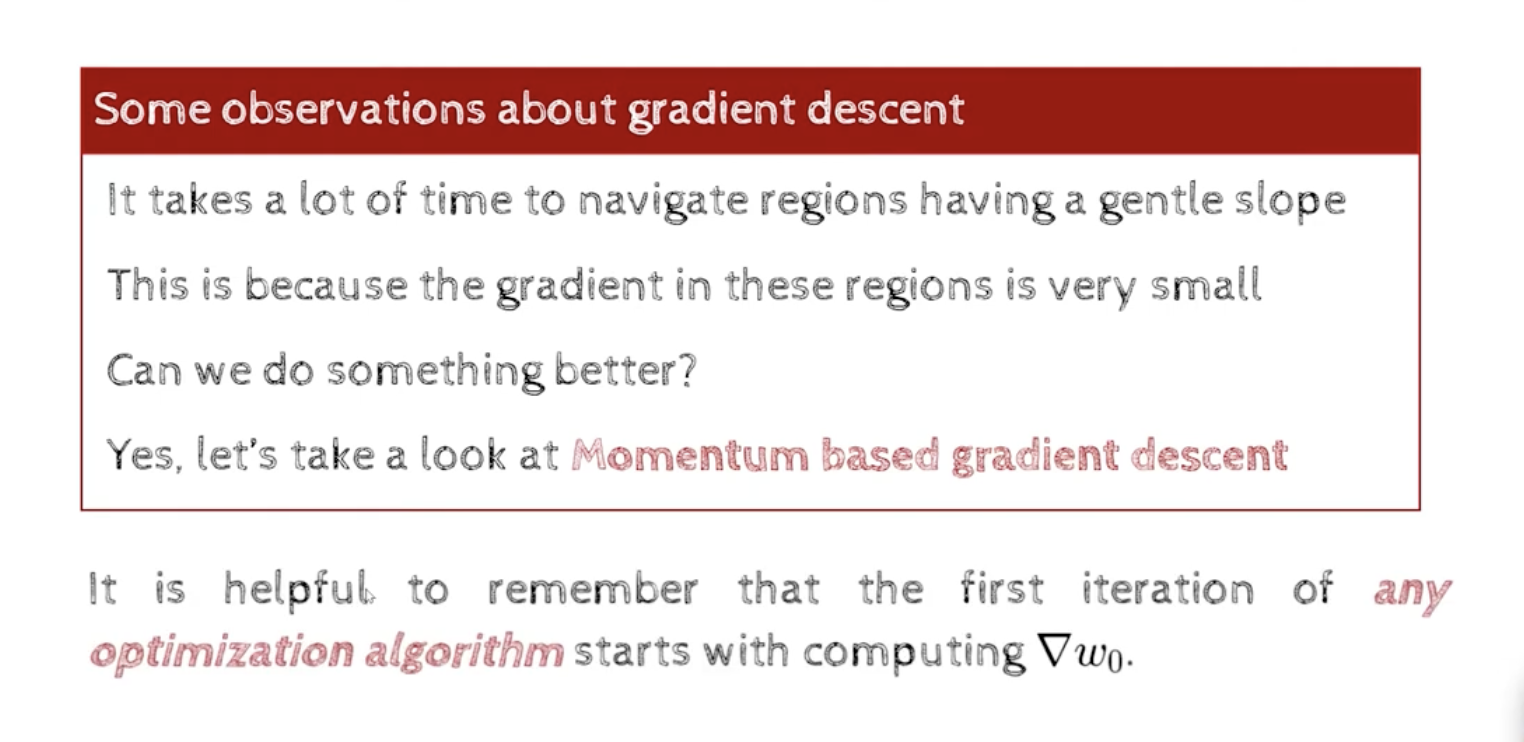 Some observations about gradient descent
It takes a lot of time to navigate regions having a gentle slope
This is because the gradient in these regions is very small
Can we do something better?
Yes, let's take a look at Momentum based gradient descent
It is helpful to remember that the first iteration of any
optimization algorithm starts with computing ∇w₀.